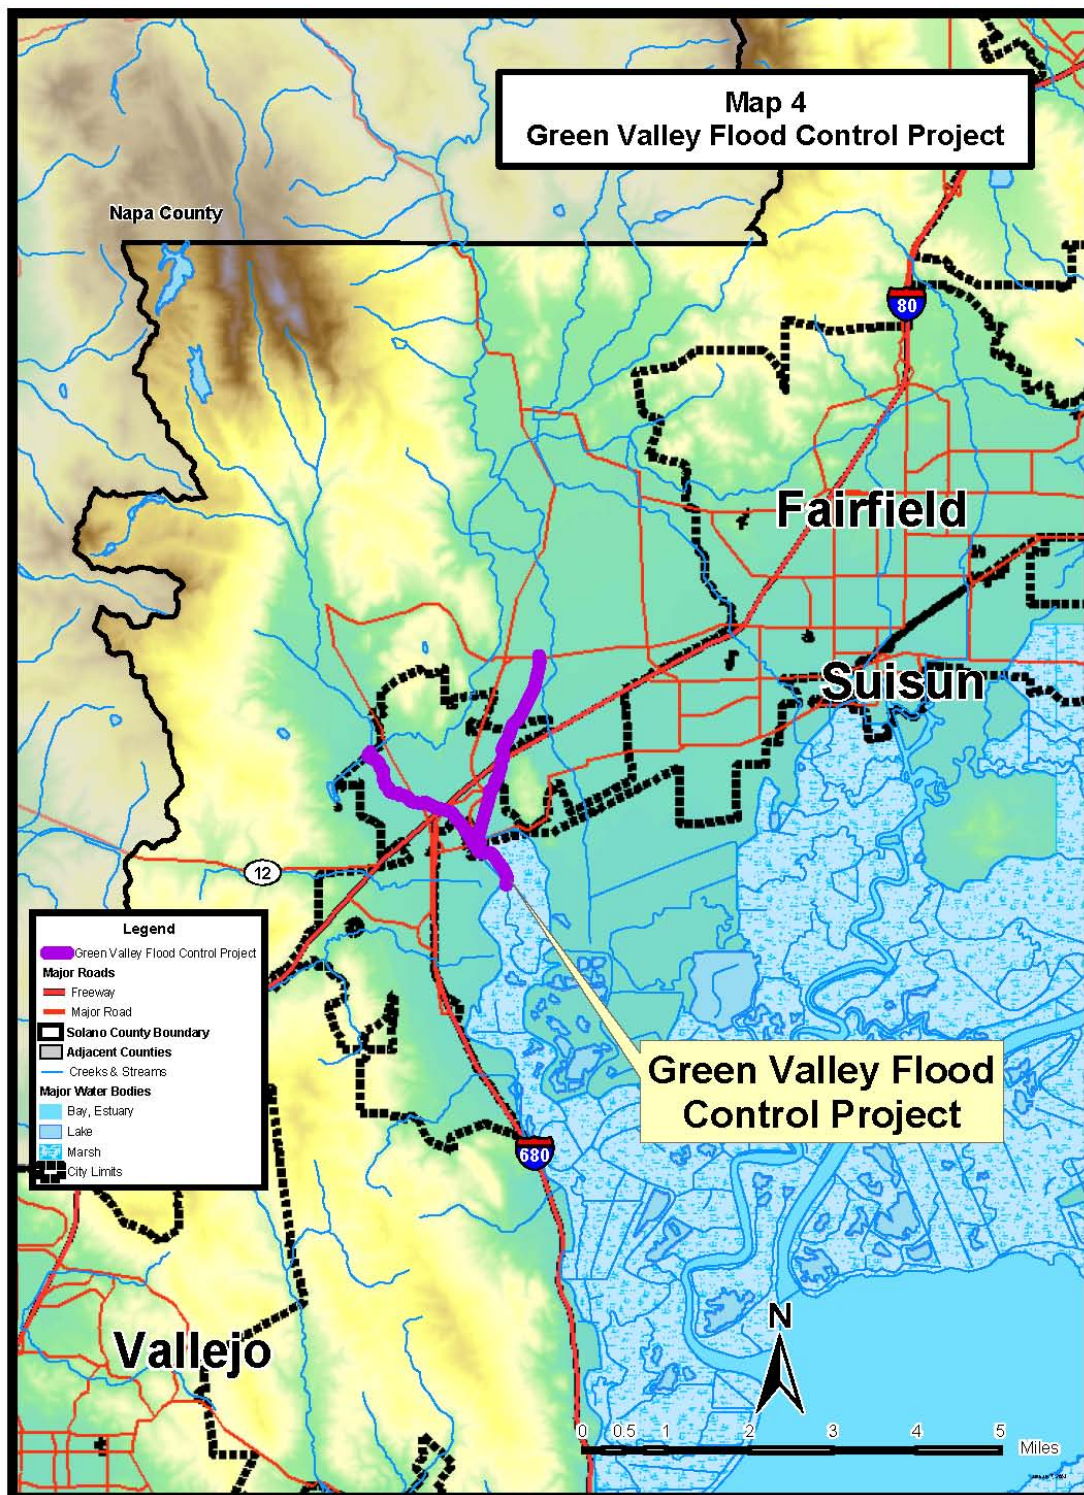 Map 4
Green Valley Flood Control Project
Napa County
80
Fairfield
Suisun
12
Legend
Green Valley Flood Control Project
Major Roads
Freeway
Major Road
Solano County Boundary
Adjacent Counties
Creeks & Streams
Major Water Bodies
Bay, Estuary
Lake
Marsh
City Limits
Green Valley Flood
Control Project
680
Vallejo
N
0 0.5 1 2 3 4 5
Miles